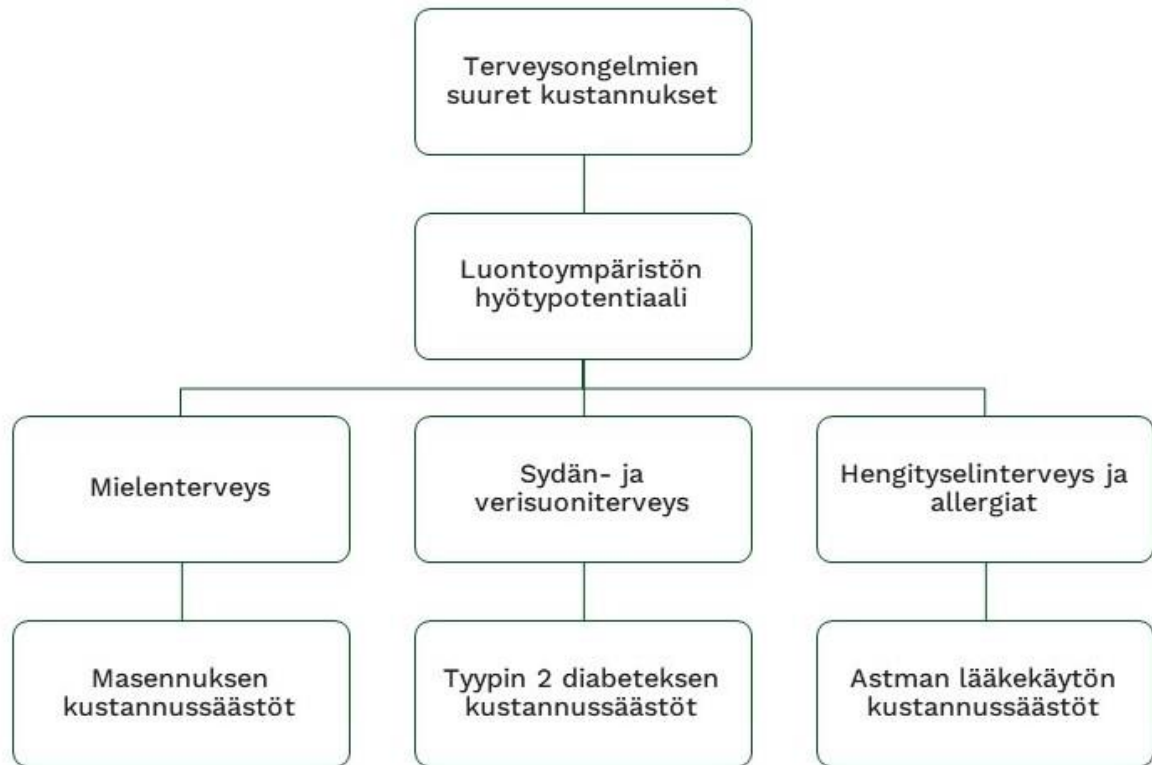 Terveysongelmien
suuret kustannukset
Luontoympäristön
hyötypotentiaali
Mielenterveys
Sydän- ja
verisuoniterveys
Hengityselinterveys ja
allergiat
Masennuksen
kustannussäästöt
Tyypin 2 diabeteksen
kustannussäästöt
Astman lääkekäytön
kustannussäästöt